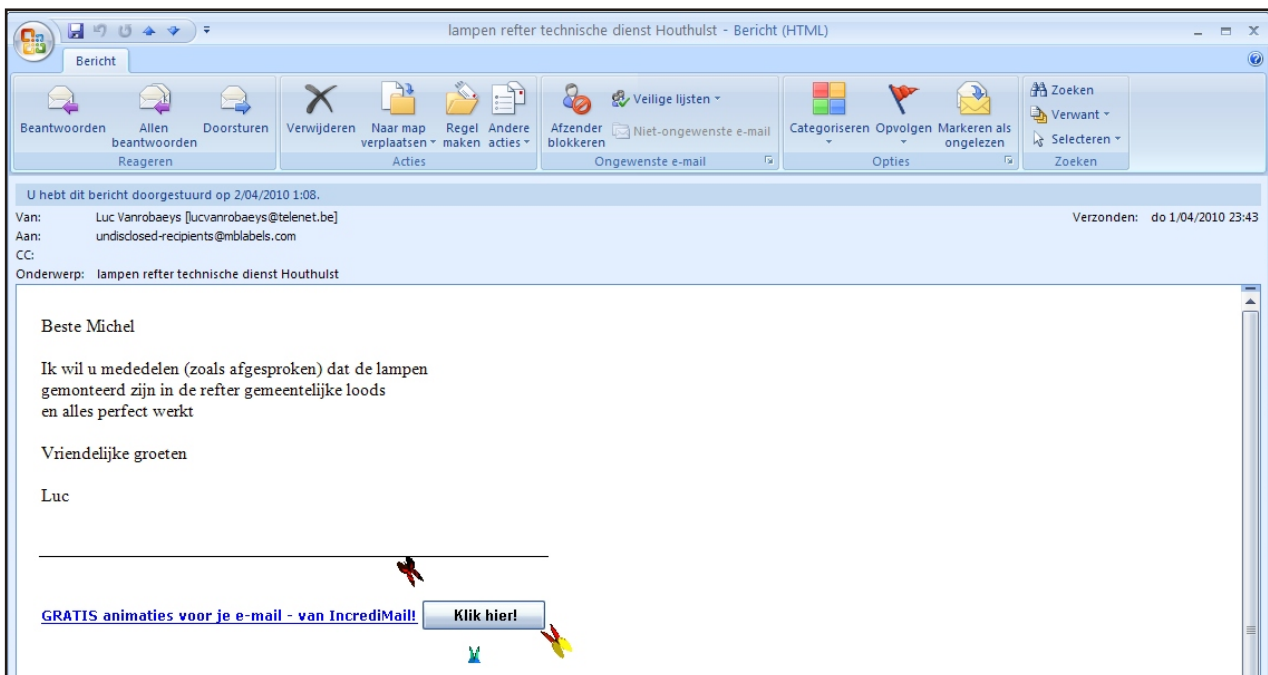 lampen refter technische dienst Houthulst - Bericht (HTML)
Bericht
Beantwoorden
Allen
beantwoorden
Doorsturen
Reageren
Verwijderen
Naar map
verplaatsen
Regel
maken
Andere
acties
Acties
Afzender
blokkeren
Veilige lijsten
Niet-ongewenste e-mail
Ongewenste e-mail
Categoriseren
Opvolgen
Markeren als
ongelezen
Opties
Zoeken
Verwant
Selecteren
Zoeken
U hebt dit bericht doorgestuurd op 2/04/2010 1:08.
Van: Luc Vanrobaeys [lucvanrobaeys@telenet.be] Verzonden: do 1/04/2010 23:43
Aan: undisclosed-recipients@mblabels.com
CC:
Onderwerp: lampen refter technische dienst Houthulst
Beste Michel
Ik wil u mededelen (zoals afgesproken) dat de lampen
gemonteerd zijn in de refter gemeentelijke loods
en alles perfect werkt
Vriendelijke groeten
Luc
GRATIS animaties voor je e-mail - van IncrediMail! Klik hier!